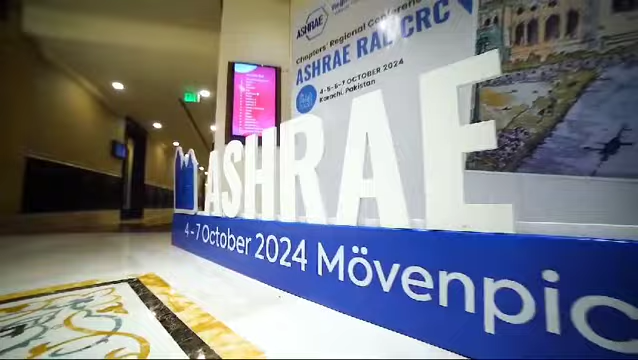 ASHRAE
Chapters' Regional Conference
ASHRAE RAL CRC
4-5-6-7 OCTOBER 2024
Karachi, Pakistan
ASHRAE
4-7 October 2024 Mövenpic